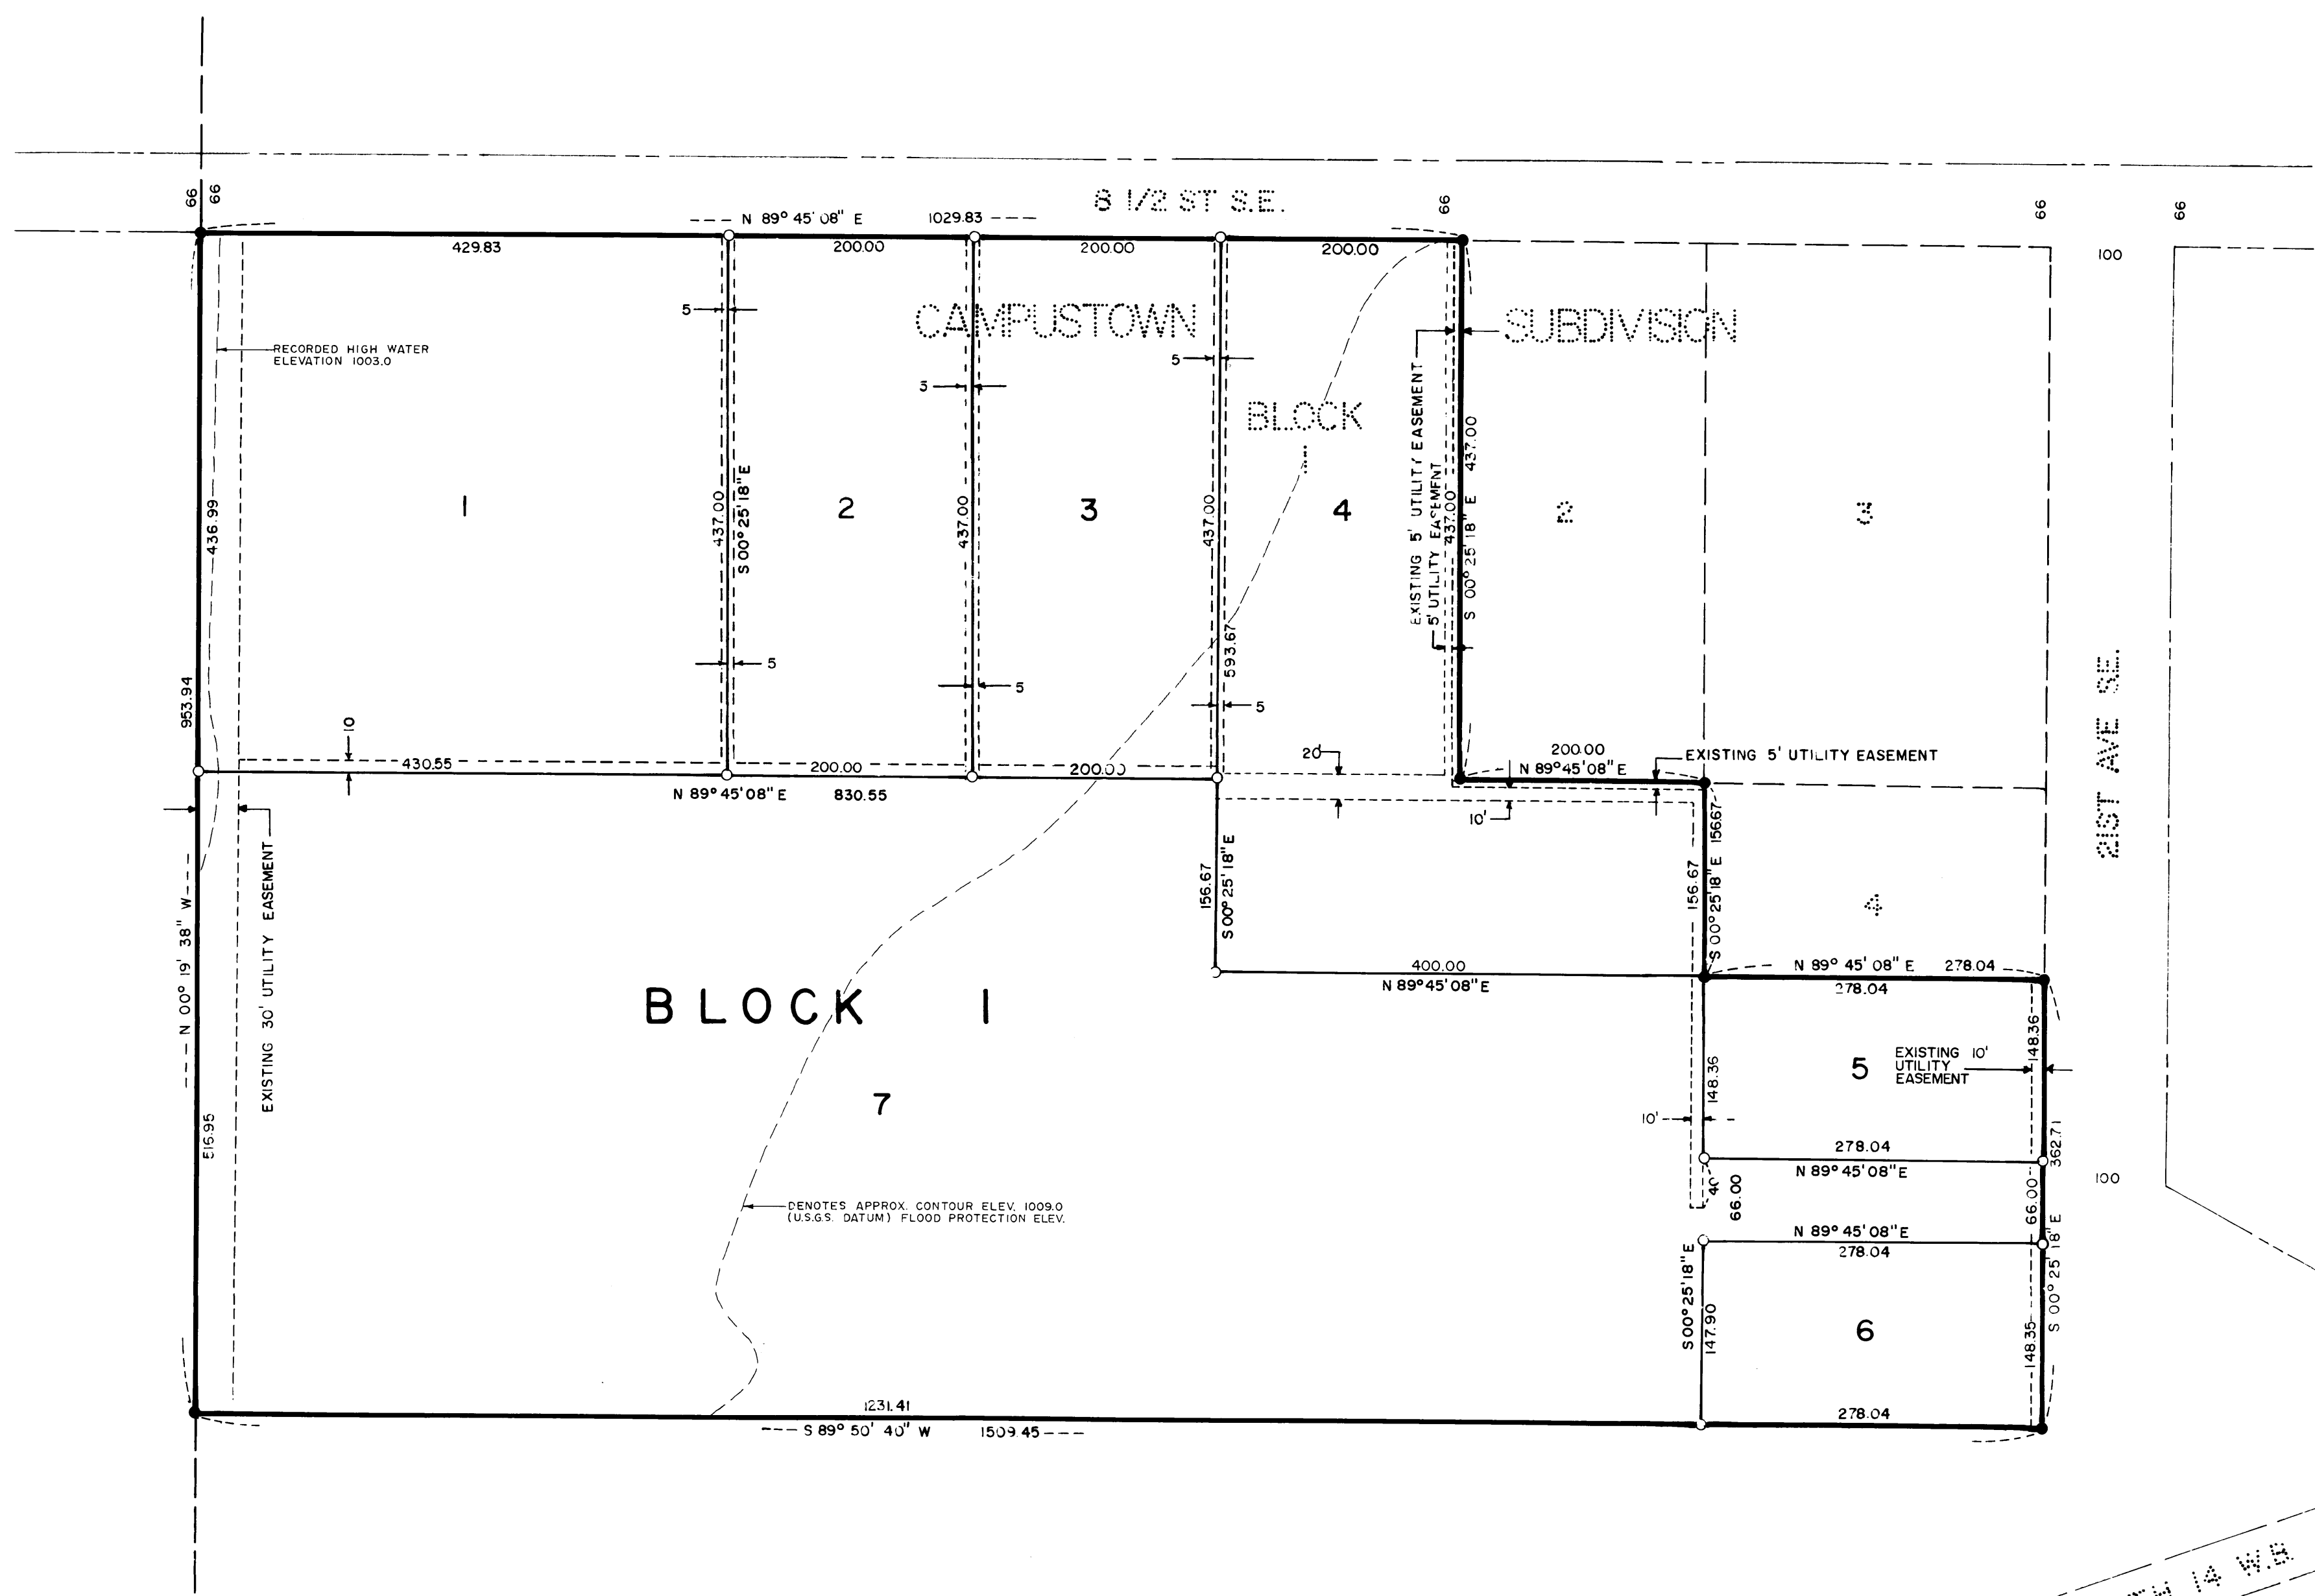 66
66
66
66
66
8 1/2 ST S.E.
N 89° 45' 08" E 1029.83
429.83
200.00
200.00
200.00
100
CAMPUSTOWN
SUBDIVISION
5
5
5
RECORDED HIGH WATER
ELEVATION 1003.0
BLOCK
1
EXISTING 5' UTILITY EASEMENT
5' UTILITY EASEMENT
437.00
S 00° 25' 18" E 437.00
1
2
3
4
2
3
436.99
437.00
S 00° 25' 18" E
437.00
437.00
593.67
5
5
5
953.94
10
430.55
200.00
200.00
N 89° 45' 08" E 830.55
20'
200.00
N 89° 45' 08" E
EXISTING 5' UTILITY EASEMENT
10'
21ST AVE S.E.
156.67
S 00° 25' 18" E
156.67
S 00° 25' 18" E 156.67
4
N 00° 19' 38" W
EXISTING 30' UTILITY EASEMENT
400.00
N 89° 45' 08" E
N 89° 45' 08" E 278.04
278.04
BLOCK 1
7
148.36
5
EXISTING 10'
UTILITY
EASEMENT
148.36
10'
516.95
278.04
N 89° 45' 08" E
362.71
100
40'
66.00
66.00
DENOTES APPROX. CONTOUR ELEV. 1009.0
(U.S.G.S. DATUM) FLOOD PROTECTION ELEV.
N 89° 45' 08" E
278.04
S 00° 25' 18" E
S 00° 25' 18" E
147.90
6
148.35
1231.41
278.04
S 89° 50' 40" W 1509.45
14 W.B.